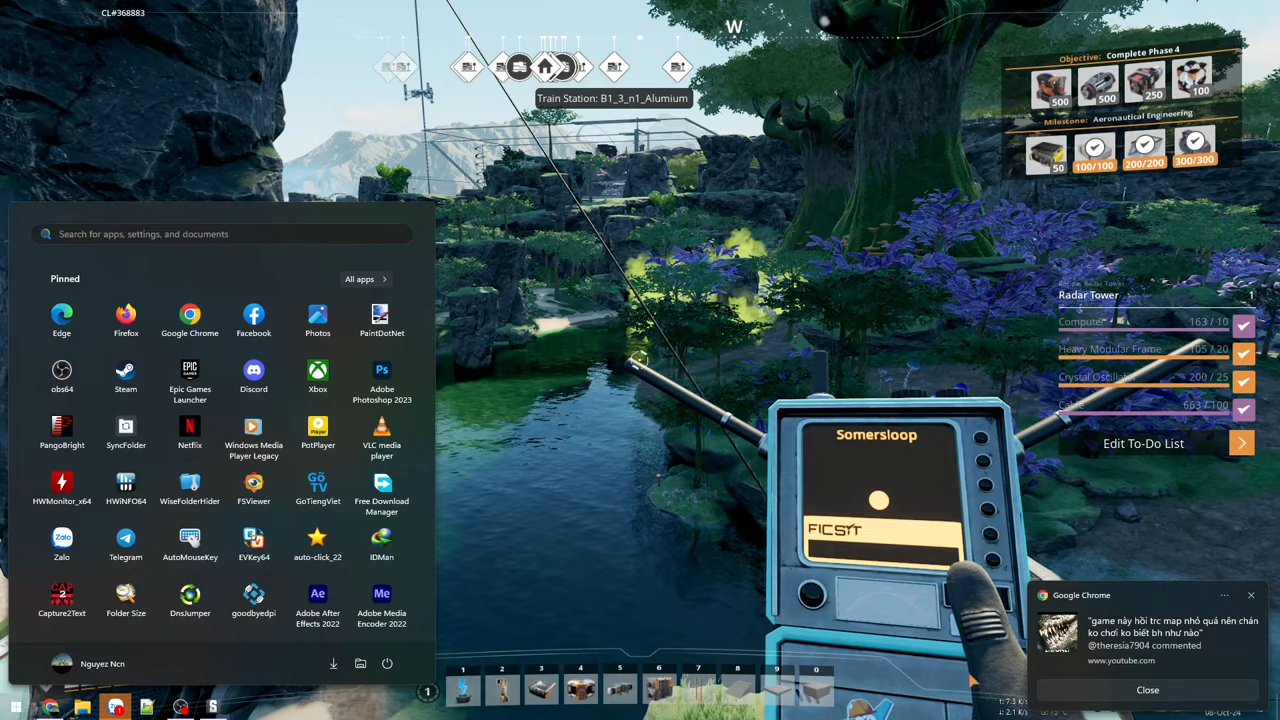 CL#368883
W
Train Station: B1_3_n1_Alumium
Objective: Complete Phase 4
500
500
250
100
Milestone: Aeronautical Engineering
50
100/100
200/200
300/300
Search for apps, settings, and documents
Pinned
All apps
Edge
Firefox
Google Chrome
Facebook
Photos
PaintDotNet
obs64
Steam
Epic Games
Launcher
Discord
Xbox
Adobe
Photoshop 2023
PangoBright
SyncFolder
Netflix
Windows Media
Player Legacy
PotPlayer
VLC media
player
HWMonitor_x64
HWiNFO64
WiseFolderHider
FSViewer
GoTiengViet
Free Download
Manager
Zalo
Telegram
AutoMouseKey
EVKey64
auto-click_22
IDMan
Capture2Text
Folder Size
DnsJumper
goodbyedpi
Adobe After
Effects 2022
Adobe Media
Encoder 2022
Nguyez Ncn
Radar Tower
1
Computer
163 / 10
Heavy Modular Frame
105 / 20
Crystal Oscillator
200 / 25
663 / 100
Edit To-Do List
Somersloop
FICSIT
Google Chrome
"game này hồi trc map nhỏ quá nên chán
ko chơi ko biết bh như nào"
@theresia7904 commented
www.youtube.com
Close
1
1
2
3
4
5
6
7
8
9
0
08-Oct-24